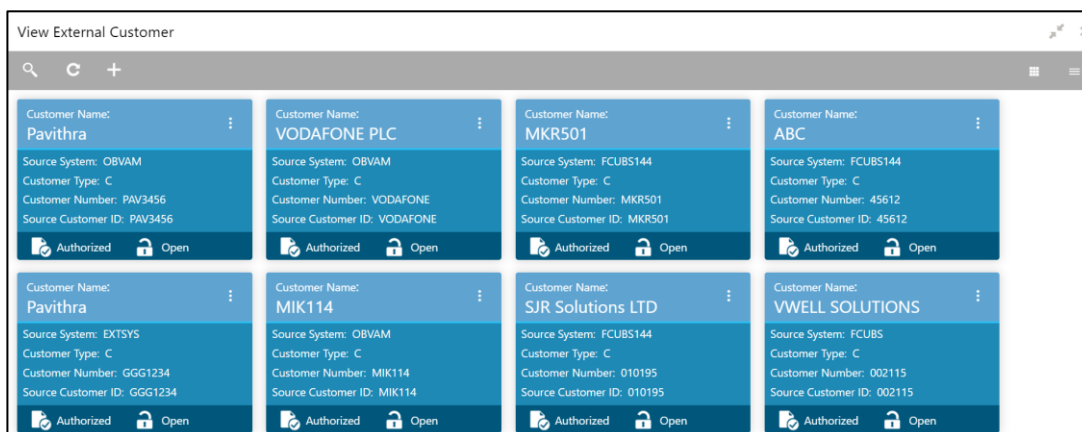 View External Customer
Customer Name:
Pavithra
Source System: OBVAM
Customer Type: C
Customer Number: PAV3456
Source Customer ID: PAV3456
Authorized Open
Customer Name:
VODAFONE PLC
Source System: OBVAM
Customer Type: C
Customer Number: VODAFONE
Source Customer ID: VODAFONE
Authorized Open
Customer Name:
MKR501
Source System: FCUBS144
Customer Type: C
Customer Number: MKR501
Source Customer ID: MKR501
Authorized Open
Customer Name:
ABC
Source System: FCUBS144
Customer Type: C
Customer Number: 45612
Source Customer ID: 45612
Authorized Open
Customer Name:
Pavithra
Source System: EXTSYS
Customer Type: C
Customer Number: GGG1234
Source Customer ID: GGG1234
Authorized Open
Customer Name:
MIK114
Source System: OBVAM
Customer Type: C
Customer Number: MIK114
Source Customer ID: MIK114
Authorized Open
Customer Name:
SJR Solutions LTD
Source System: FCUBS144
Customer Type: C
Customer Number: 010195
Source Customer ID: 010195
Authorized Open
Customer Name:
VWELL SOLUTIONS
Source System: FCUBS
Customer Type: C
Customer Number: 002115
Source Customer ID: 002115
Authorized Open